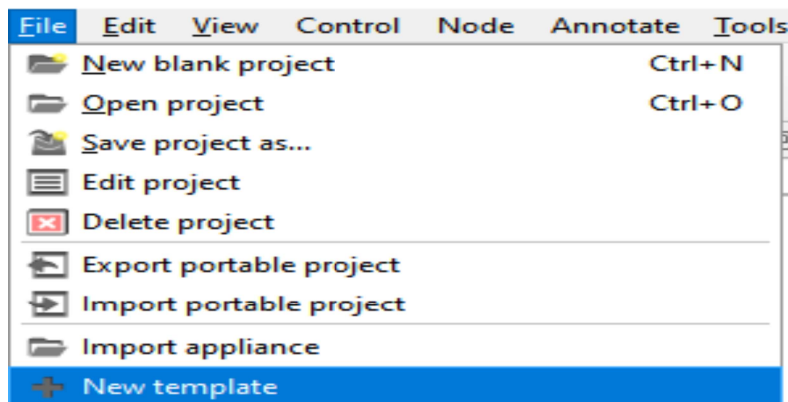 File Edit View Control Node Annotate Tools
New blank project Ctrl+N
Open project Ctrl+O
Save project as...
Edit project
Delete project
Export portable project
Import portable project
Import appliance
New template